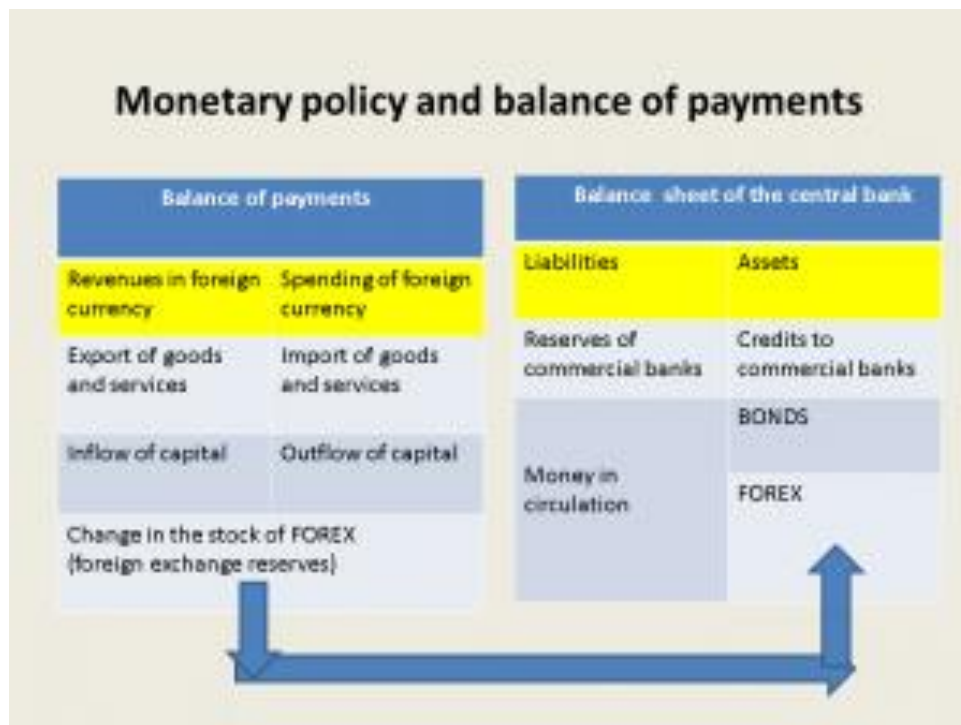 Monetary policy and balance of payments
Balance of payments
Revenues in foreign
currency
Spending of foreign
currency
Export of goods
and services
Import of goods
and services
Inflow of capital
Outflow of capital
Change in the stock of FOREX
(foreign exchange reserves)
Balance sheet of the central bank
Liabilities
Assets
Reserves of
commercial banks
Credits to
commercial banks
Money in
circulation
BONDS
FOREX